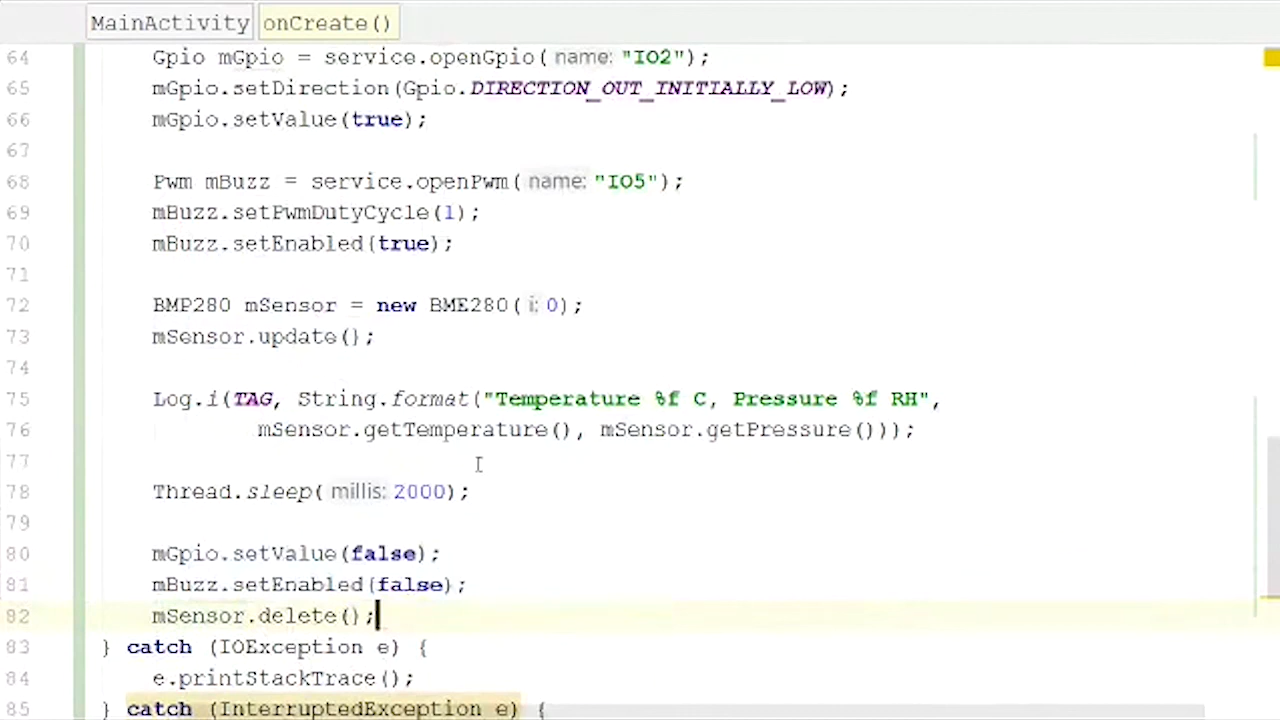 MainActivity onCreate()
64 Gpio mGpio = service.openGpio( name: "IO2");
65 mGpio.setDirection(Gpio.DIRECTION_OUT_INITIALLY_LOW);
66 mGpio.setValue(true);
67
68 Pwm mBuzz = service.openPwm( name: "IO5");
69 mBuzz.setPwmDutyCycle(1);
70 mBuzz.setEnabled(true);
71
72 BMP280 mSensor = new BME280( i: 0);
73 mSensor.update();
74
75 Log.i(TAG, String.format("Temperature %f C, Pressure %f RH",
76 mSensor.getTemperature(), mSensor.getPressure()));
77
78 Thread.sleep( millis: 2000);
79
80 mGpio.setValue(false);
81 mBuzz.setEnabled(false);
82 mSensor.delete();
83 } catch (IOException e) {
84 e.printStackTrace();
85 } catch (InterruptedException e) {